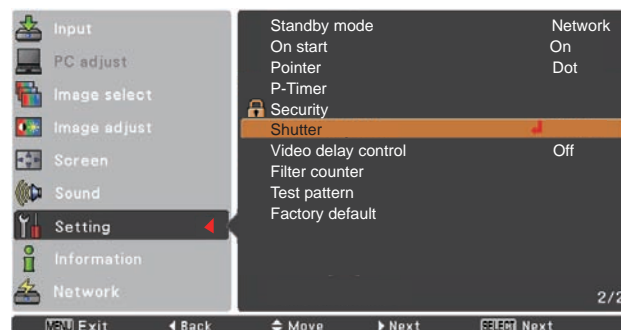 Input
PC adjust
Image select
Image adjust
Screen
Sound
Setting
Information
Network
Standby mode Network
On start On
Pointer Dot
P-Timer
Security
Shutter
Video delay control Off
Filter counter
Test pattern
Factory default
2/2
MENU Exit Back Move Next SELECT Next